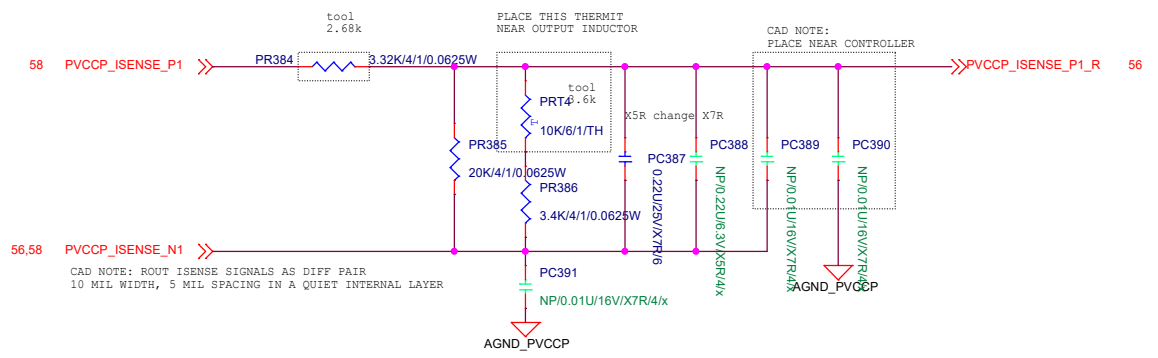 tool
2.68k
PLACE THIS THERMIT
NEAR OUTPUT INDUCTOR
CAD NOTE:
PLACE NEAR CONTROLLER
58 PVCCP_ISENSE_P1
PR384
3.32K/4/1/0.0625W
PVCCP_ISENSE_P1_R 56
tool
3.6k
PRT4
10K/6/1/TH
X5R change X7R
PR385
20K/4/1/0.0625W
PR386
3.4K/4/1/0.0625W
PC387
0.22U/25V/X7R/6
PC388
NP/0.22U/6.3V/X5R/4/x
PC389
NP/0.01U/16V/X7R/4/x
PC390
NP/0.01U/16V/X7R/4/x
56,58 PVCCP_ISENSE_N1
CAD NOTE: ROUT ISENSE SIGNALS AS DIFF PAIR
10 MIL WIDTH, 5 MIL SPACING IN A QUIET INTERNAL LAYER
PC391
NP/0.01U/16V/X7R/4/x
AGND_PVCCP
AGND_PVCCP